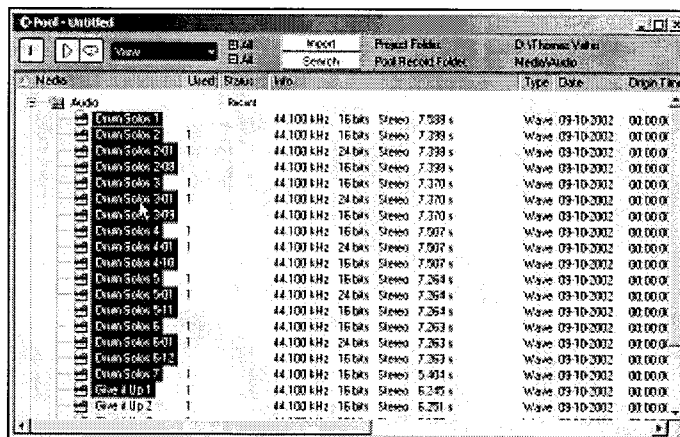 Pool - Untitled
View
All
All
Import
Search
Project Folder:
Pool Record Folder:
D:\Thomas Vahs
Media\Audio
Media Used Status Info Type Date Origin Time
Audio Record
Drum Solos 1 44.100 kHz 16 bits Stereo Wave 09-10-2002
Drum Solos 2 1 44.100 kHz 16 bits Stereo 7.399 s Wave 09-10-2002
Drum Solos 2-01 1 44.100 kHz 24 bits Stereo 7.399 s Wave 09-10-2002
Drum Solos 44.100 kHz 16 bits Stereo 7.399 s Wave 09-10-2002
Drum Solos 3 1 44.100 kHz 16 bits Stereo 7.370 s Wave 09-10-2002
Drum Solos 3-01 1 44.100 kHz 24 bits Stereo 7.370 s Wave 09-10-2002
Drum Solos 44.100 kHz 16 bits Stereo 7.370 s Wave 09-10-2002
Drum Solos 4 1 44.100 kHz 16 bits Stereo 7.507 s Wave 09-10-2002
Drum Solos 4-01 1 44.100 kHz 24 bits Stereo 7.507 s Wave 09-10-2002
Drum Solos 4-10 44.100 kHz 16 bits Stereo 7.507 s Wave 09-10-2002
Drum Solos 5 1 44.100 kHz 16 bits Stereo 7.264 s Wave 09-10-2002
Drum Solos 5-01 1 44.100 kHz 24 bits Stereo 7.264 s Wave 09-10-2002
Drum Solos 5-11 44.100 kHz 16 bits Stereo 7.264 s Wave 09-10-2002
Drum Solos 6 1 44.100 kHz 16 bits Stereo 7.263 s Wave 09-10-2002
Drum Solos 6-01 1 44.100 kHz 24 bits Stereo 7.263 s Wave 09-10-2002
Drum Solos 6-12 44.100 kHz 16 bits Stereo 7.263 s Wave 09-10-2002
Drum Solos 7 1 44.100 kHz 16 bits Stereo 5.404 s Wave 09-10-2002
Give it Up 1 1 44.100 kHz 16 bits Stereo 6.245 s Wave 09-10-2002
Give it Up 2 1 44.100 kHz 16 bits Stereo 6.251 s Wave 09-10-2002